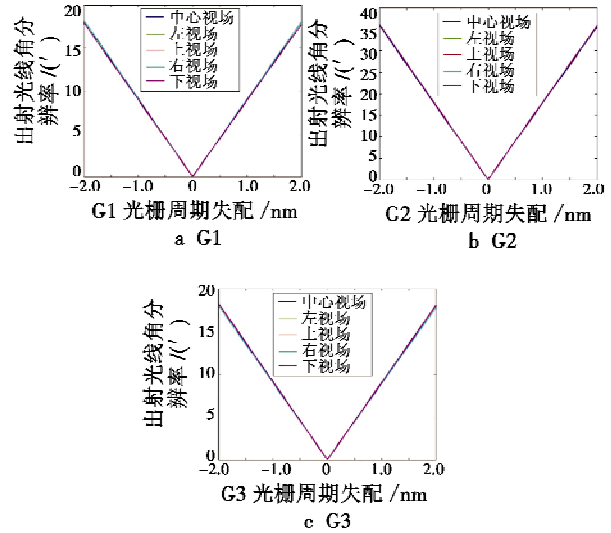 20
15
10
5
0
出射光线角分
辨率/(′)
中心视场
左视场
上视场
右视场
下视场
-2.0 -1.0 0 1.0 2.0
G1 光栅周期失配 /nm
a G1
40
35
30
25
20
15
10
5
0
出射光线角分
辨率/(′)
中心视场
左视场
上视场
右视场
下视场
-2.0 -1.0 0 1.0 2.0
G2 光栅周期失配 /nm
b G2
20
15
10
5
0
出射光线角分
辨率/(′)
中心视场
左视场
上视场
右视场
下视场
-2.0 -1.0 0 1.0 2.0
G3 光栅周期失配 /nm
c G3